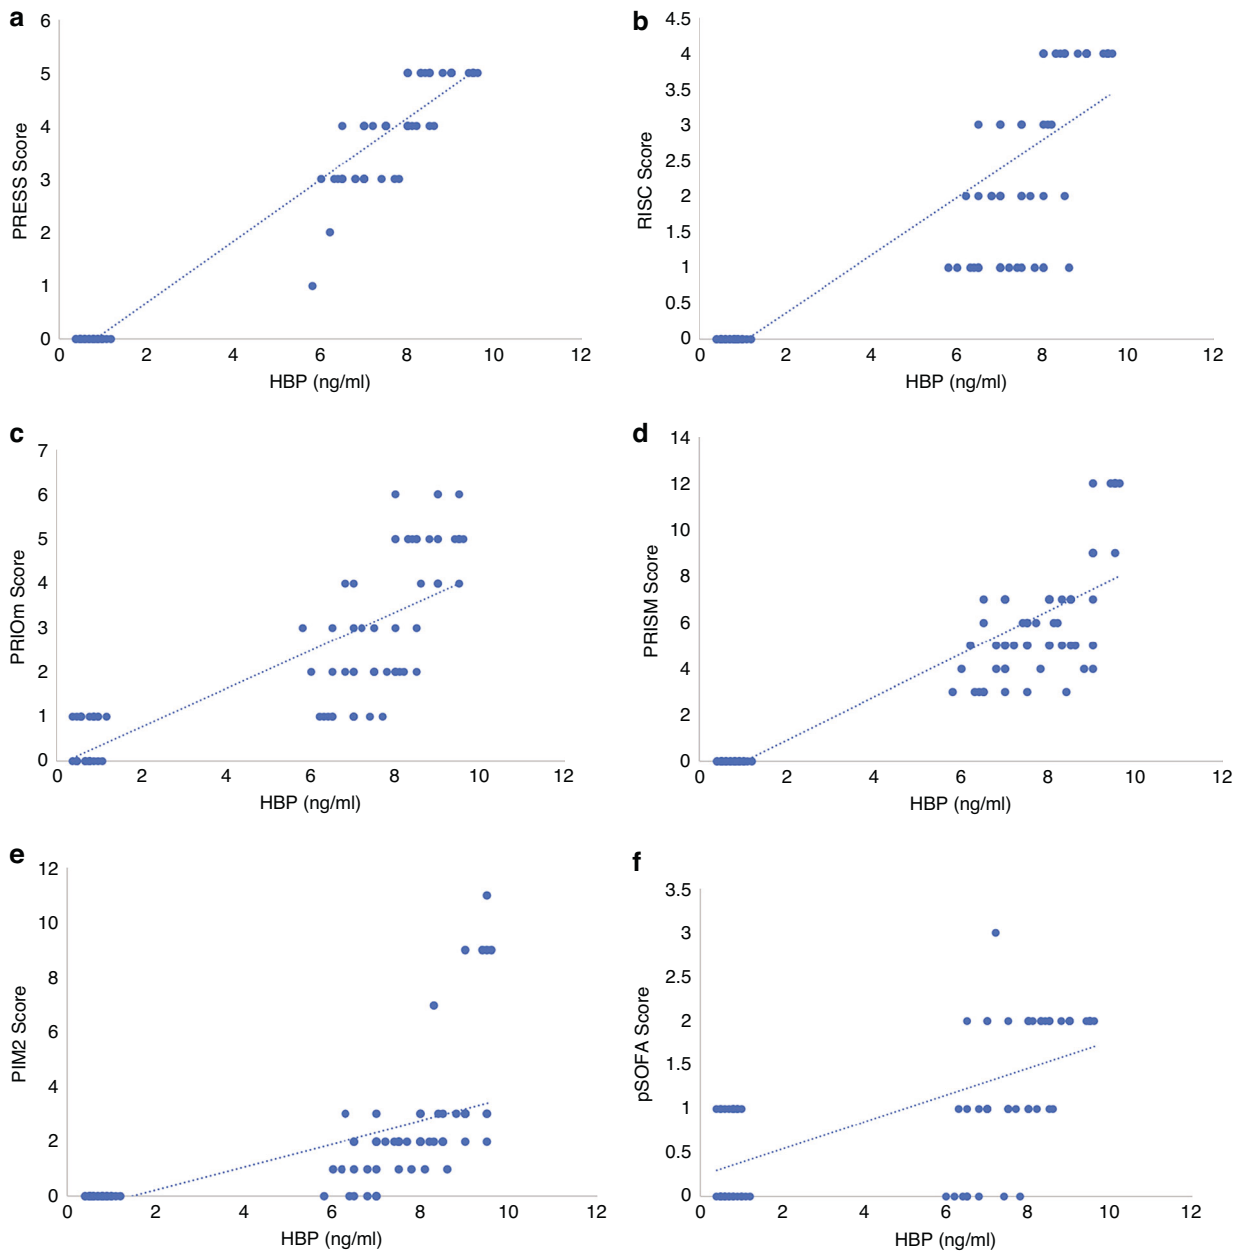 a
6
5
4
3
2
1
0
PRESS Score
0 2 4 6 8 10 12
HBP (ng/ml)
b
4.5
4
3.5
3
2.5
2
1.5
1
0.5
0
RISC Score
0 2 4 6 8 10 12
HBP (ng/ml)
c
7
6
5
4
3
2
1
0
PRIOm Score
0 2 4 6 8 10 12
HBP (ng/ml)
d
14
12
10
8
6
4
2
0
PRISM Score
0 2 4 6 8 10 12
HBP (ng/ml)
e
12
10
8
6
4
2
0
PIM2 Score
0 2 4 6 8 10 12
HBP (ng/ml)
f
3.5
3
2.5
2
1.5
1
0.5
0
pSOFA Score
0 2 4 6 8 10 12
HBP (ng/ml)